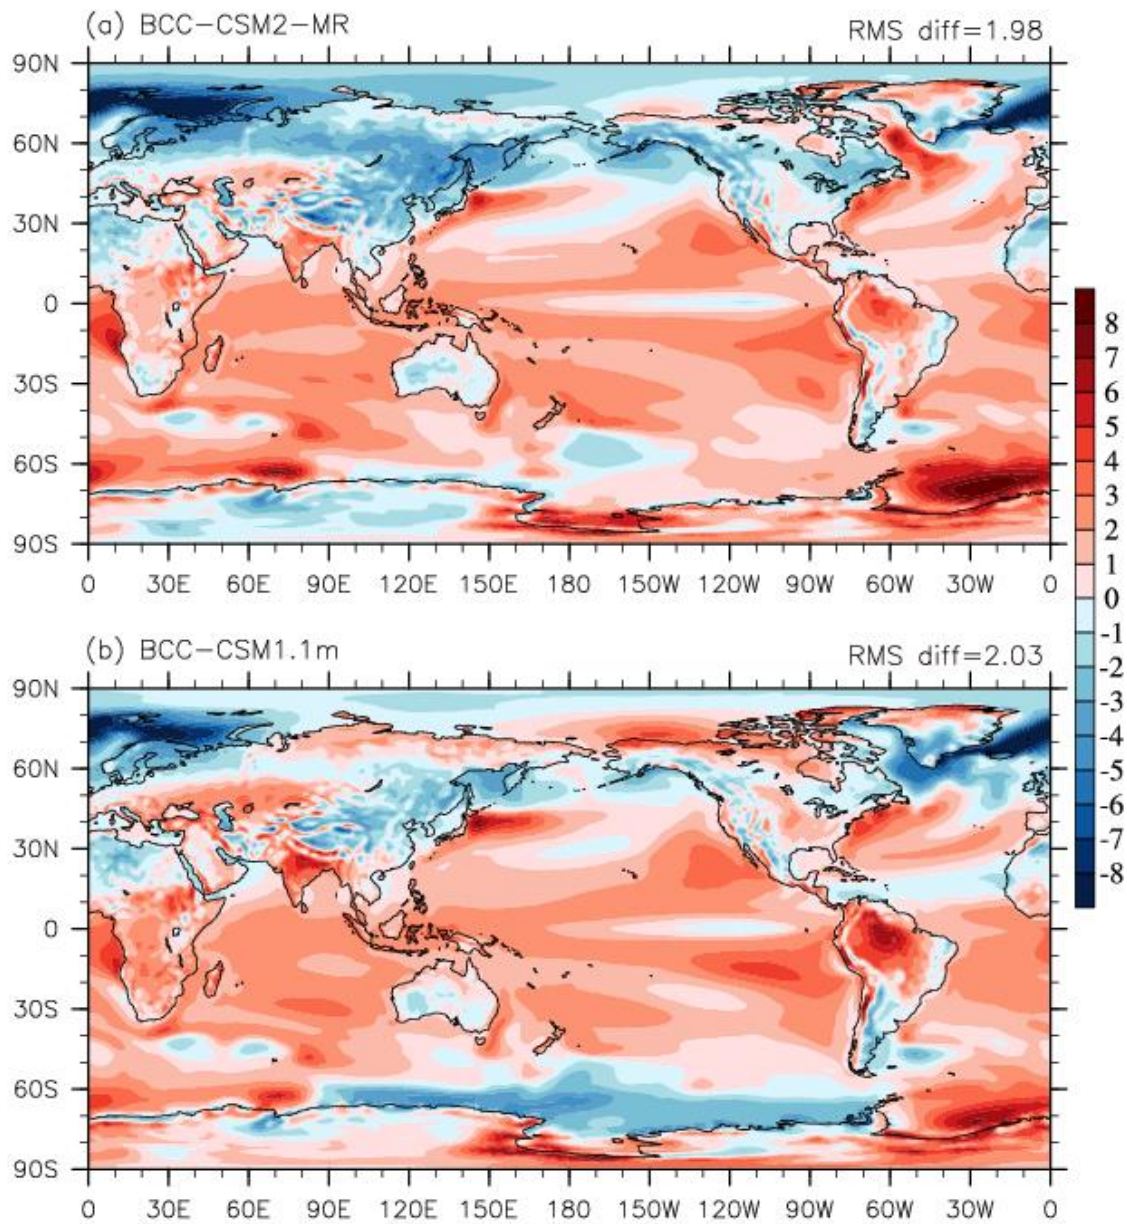 (a) BCC-CSM2-MR RMS diff=1.98
90N
60N
30N
0
30S
60S
90S
0 30E 60E 90E 120E 150E 180 150W 120W 90W 60W 30W 0
(b) BCC-CSM1.1m RMS diff=2.03
90N
60N
30N
0
30S
60S
90S
0 30E 60E 90E 120E 150E 180 150W 120W 90W 60W 30W 0
8
7
6
5
4
3
2
1
0
-1
-2
-3
-4
-5
-6
-7
-8